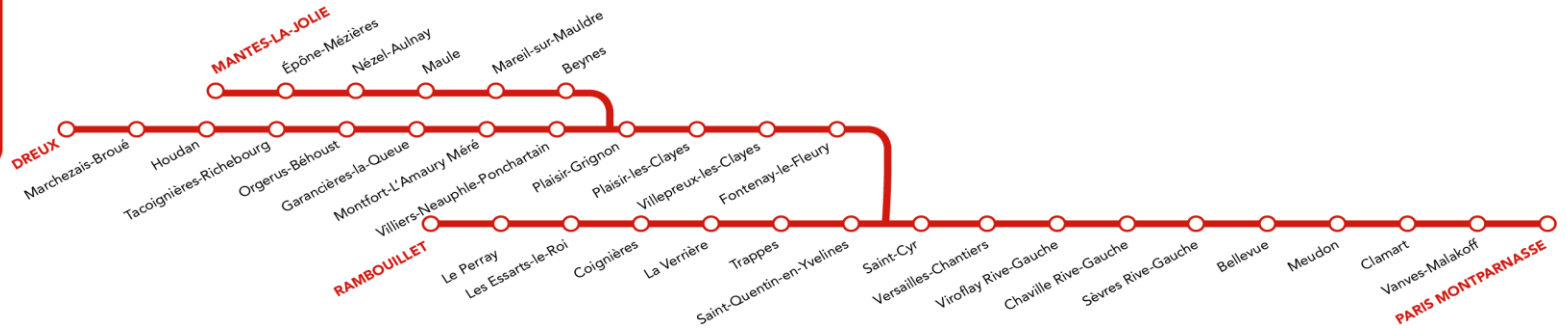 MANTES-LA-JOLIE
Épône-Mézières
Nézel-Aulnay
Maule
Mareil-sur-Mauldre
Beynes
DREUX
Marchezais-Broué
Houdan
Tacoignières-Richebourg
Orgerus-Béhoust
Garancières-la-Queue
Montfort-L'Amaury Méré
Villiers-Neauphle-Ponchartain
Plaisir-Grignon
Plaisir-les-Clayes
Villepreux-les-Clayes
Fontenay-le-Fleury
RAMBOUILLET
Le Perray
Les Essarts-le-Roi
Coignières
La Verrière
Trappes
Saint-Quentin-en-Yvelines
Saint-Cyr
Versailles-Chantiers
Viroflay Rive-Gauche
Chaville Rive-Gauche
Sèvres Rive-Gauche
Bellevue
Meudon
Clamart
Vanves-Malakoff
PARIS MONTPARNASSE